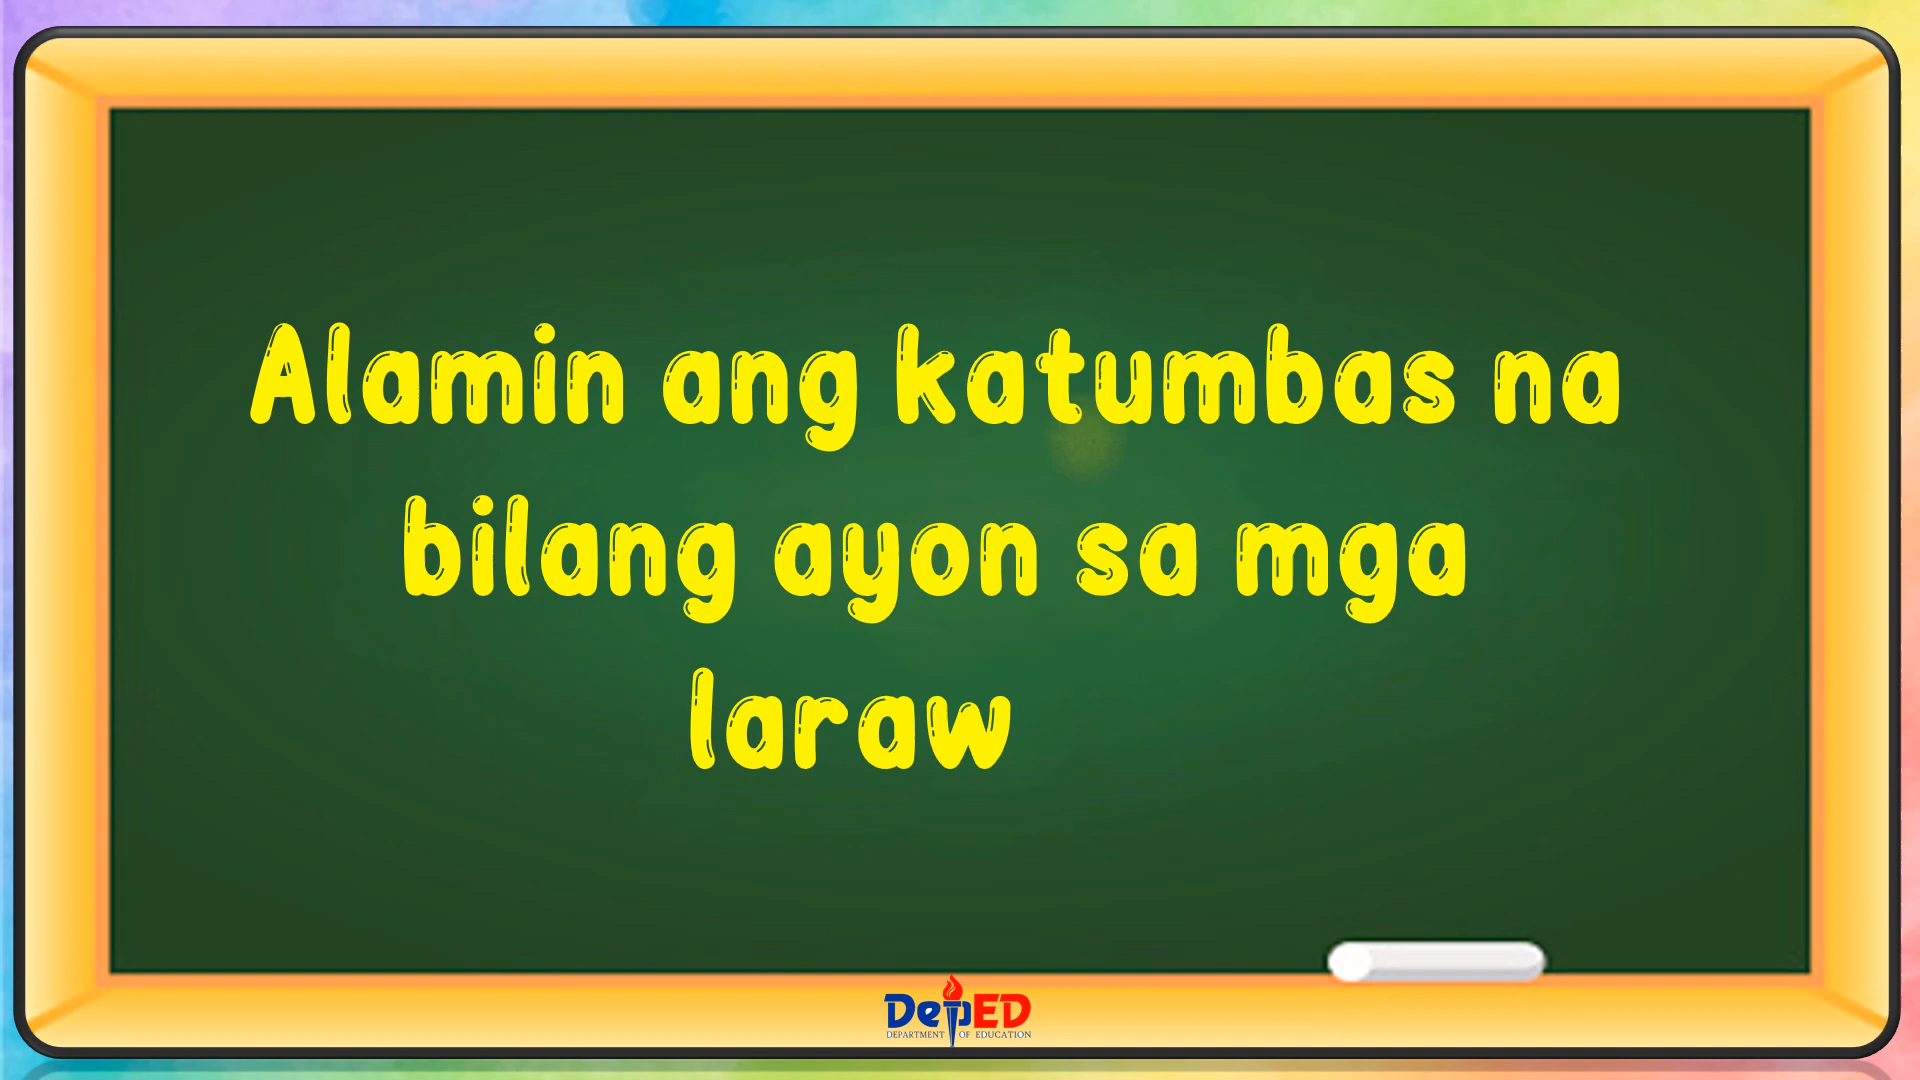 Alamin ang katumbas na
bilang ayon sa mga
laraw
DepED
DEPARTMENT OF EDUCATION